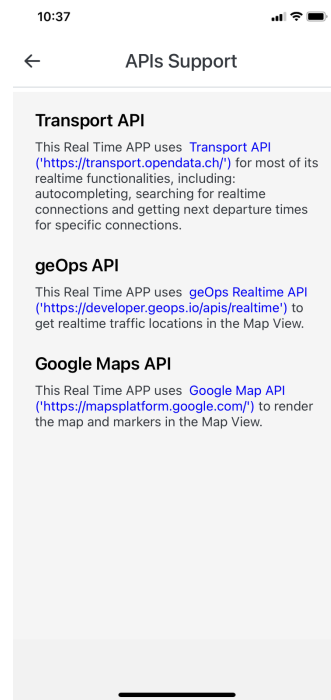 10:37
APIs Support
Transport API
This Real Time APP uses  Transport API
('https://transport.opendata.ch/') for most of its
realtime functionalities, including:
autocompleting, searching for realtime
connections and getting next departure times
for specific connections.
geOps API
This Real Time APP uses  geOps Realtime API
('https://developer.geops.io/apis/realtime') to
get realtime traffic locations in the Map View.
Google Maps API
This Real Time APP uses  Google Map API
('https://mapsplatform.google.com/') to render
the map and markers in the Map View.